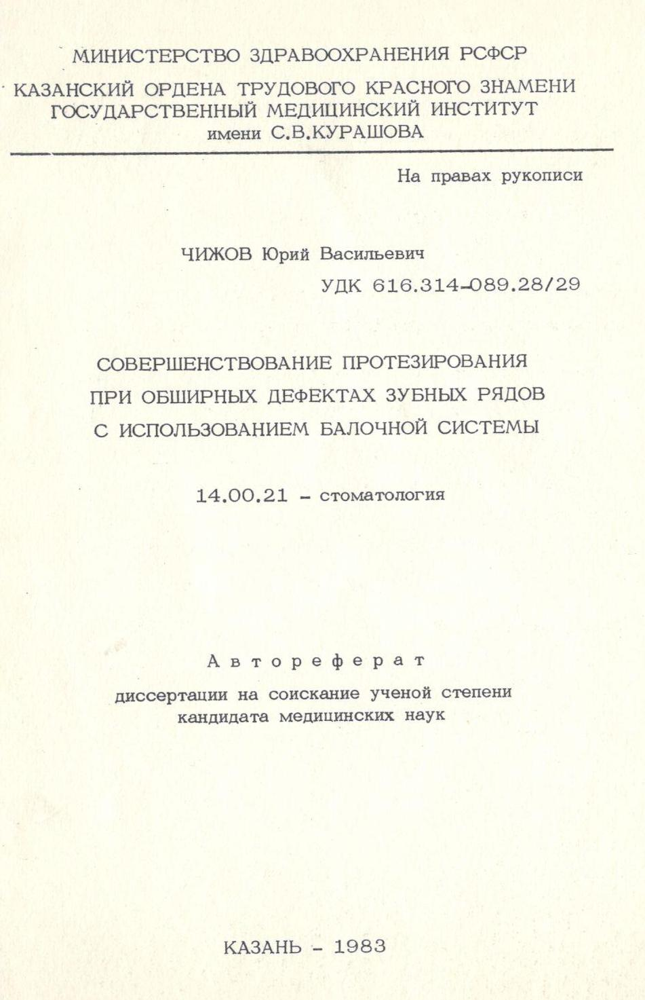 МИНИСТЕРСТВО ЗДРАВООХРАНЕНИЯ РСФСР
КАЗАНСКИЙ ОРДЕНА ТРУДОВОГО КРАСНОГО ЗНАМЕНИ
ГОСУДАРСТВЕННЫЙ МЕДИЦИНСКИЙ ИНСТИТУТ
имени С.В.КУРАШОВА
На правах рукописи
ЧИЖОВ Юрий Васильевич
УДК 616.314-089.28/29
СОВЕРШЕНСТВОВАНИЕ ПРОТЕЗИРОВАНИЯ
ПРИ ОБШИРНЫХ ДЕФЕКТАХ ЗУБНЫХ РЯДОВ
С ИСПОЛЬЗОВАНИЕМ БАЛОЧНОЙ СИСТЕМЫ
14.00.21 - стоматология
А в т о р е ф е р а т
диссертации на соискание ученой степени
кандидата медицинских наук
КАЗАНЬ - 1983